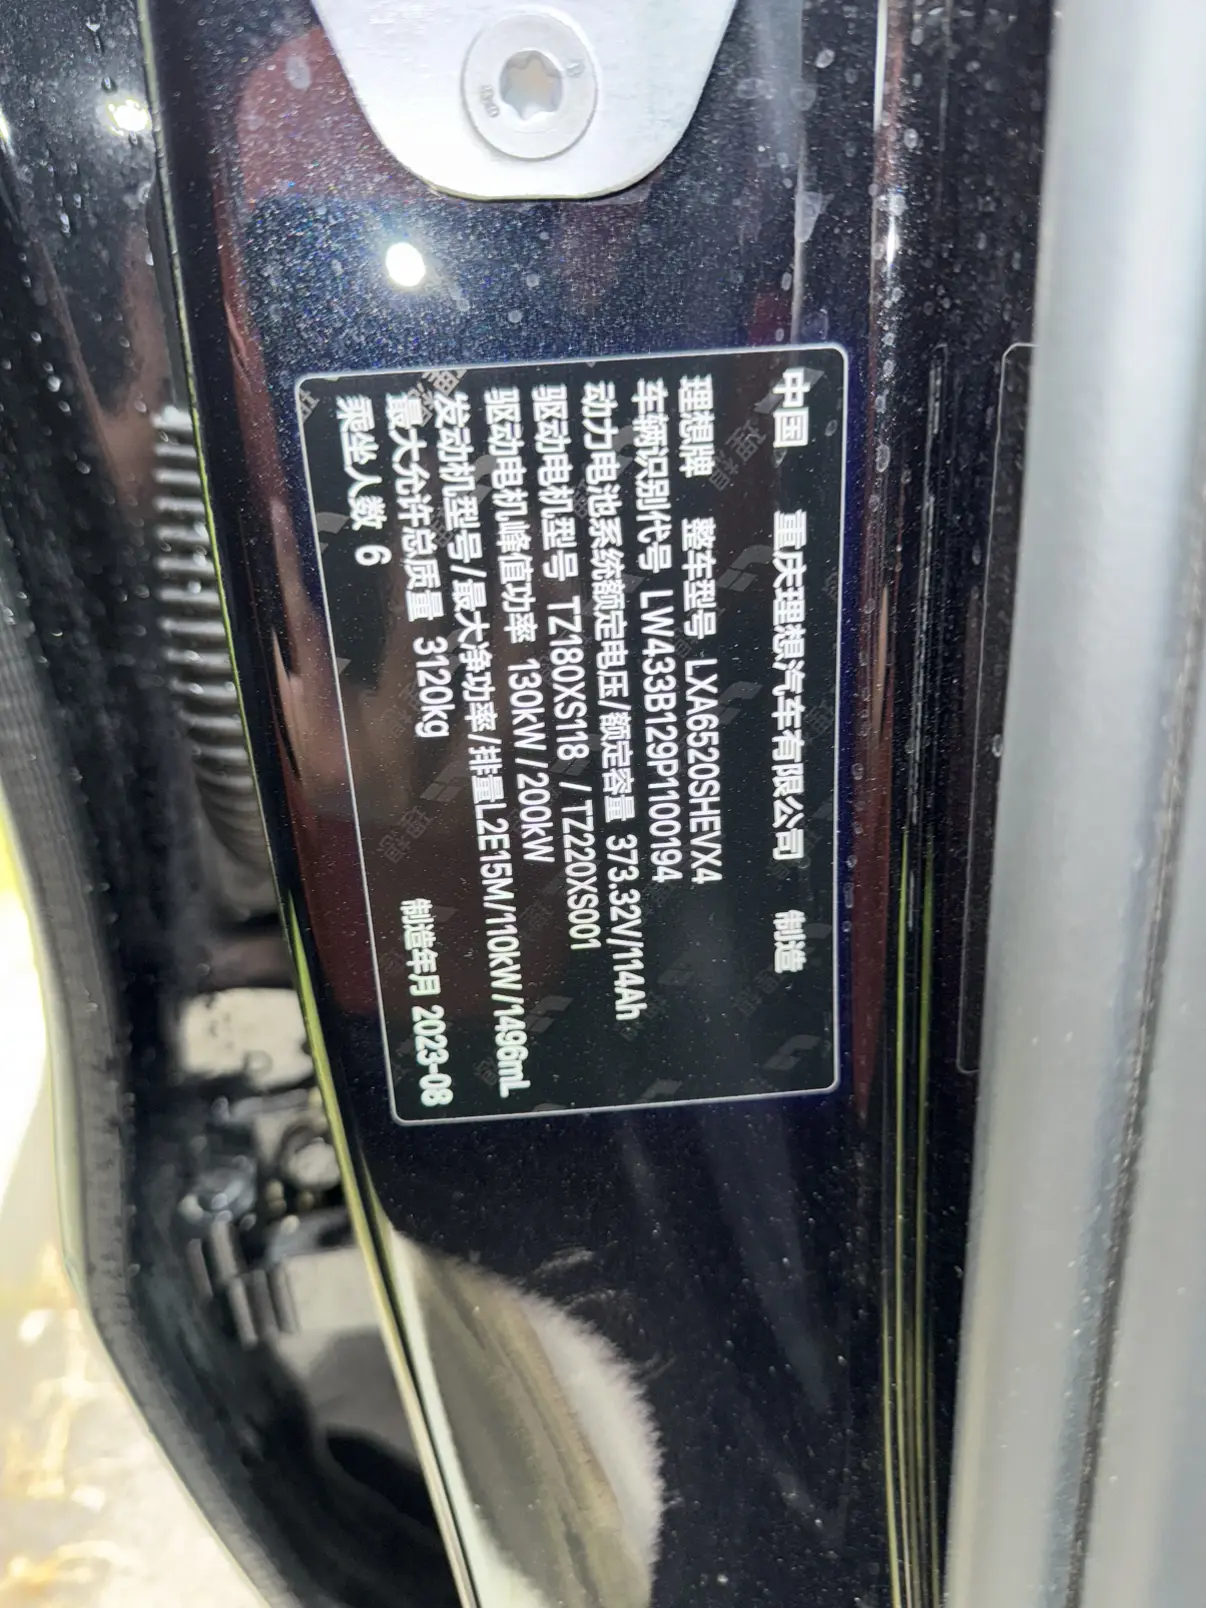 中国 重庆理想汽车有限公司 制造
理想牌 整车型号 LXA6520SHEVX4
车辆识别代号 LW433B129P1100194
动力电池系统额定电压/额定容量 373.32V/114Ah
驱动电机型号 TZ180XS118 / TZ220XS001
驱动电机峰值功率 130kW / 200kW
发动机型号/最大净功率/排量L2E15M/110kW/1496mL
最大允许总质量 3120kg
乘坐人数 6 制造年月 2023-08